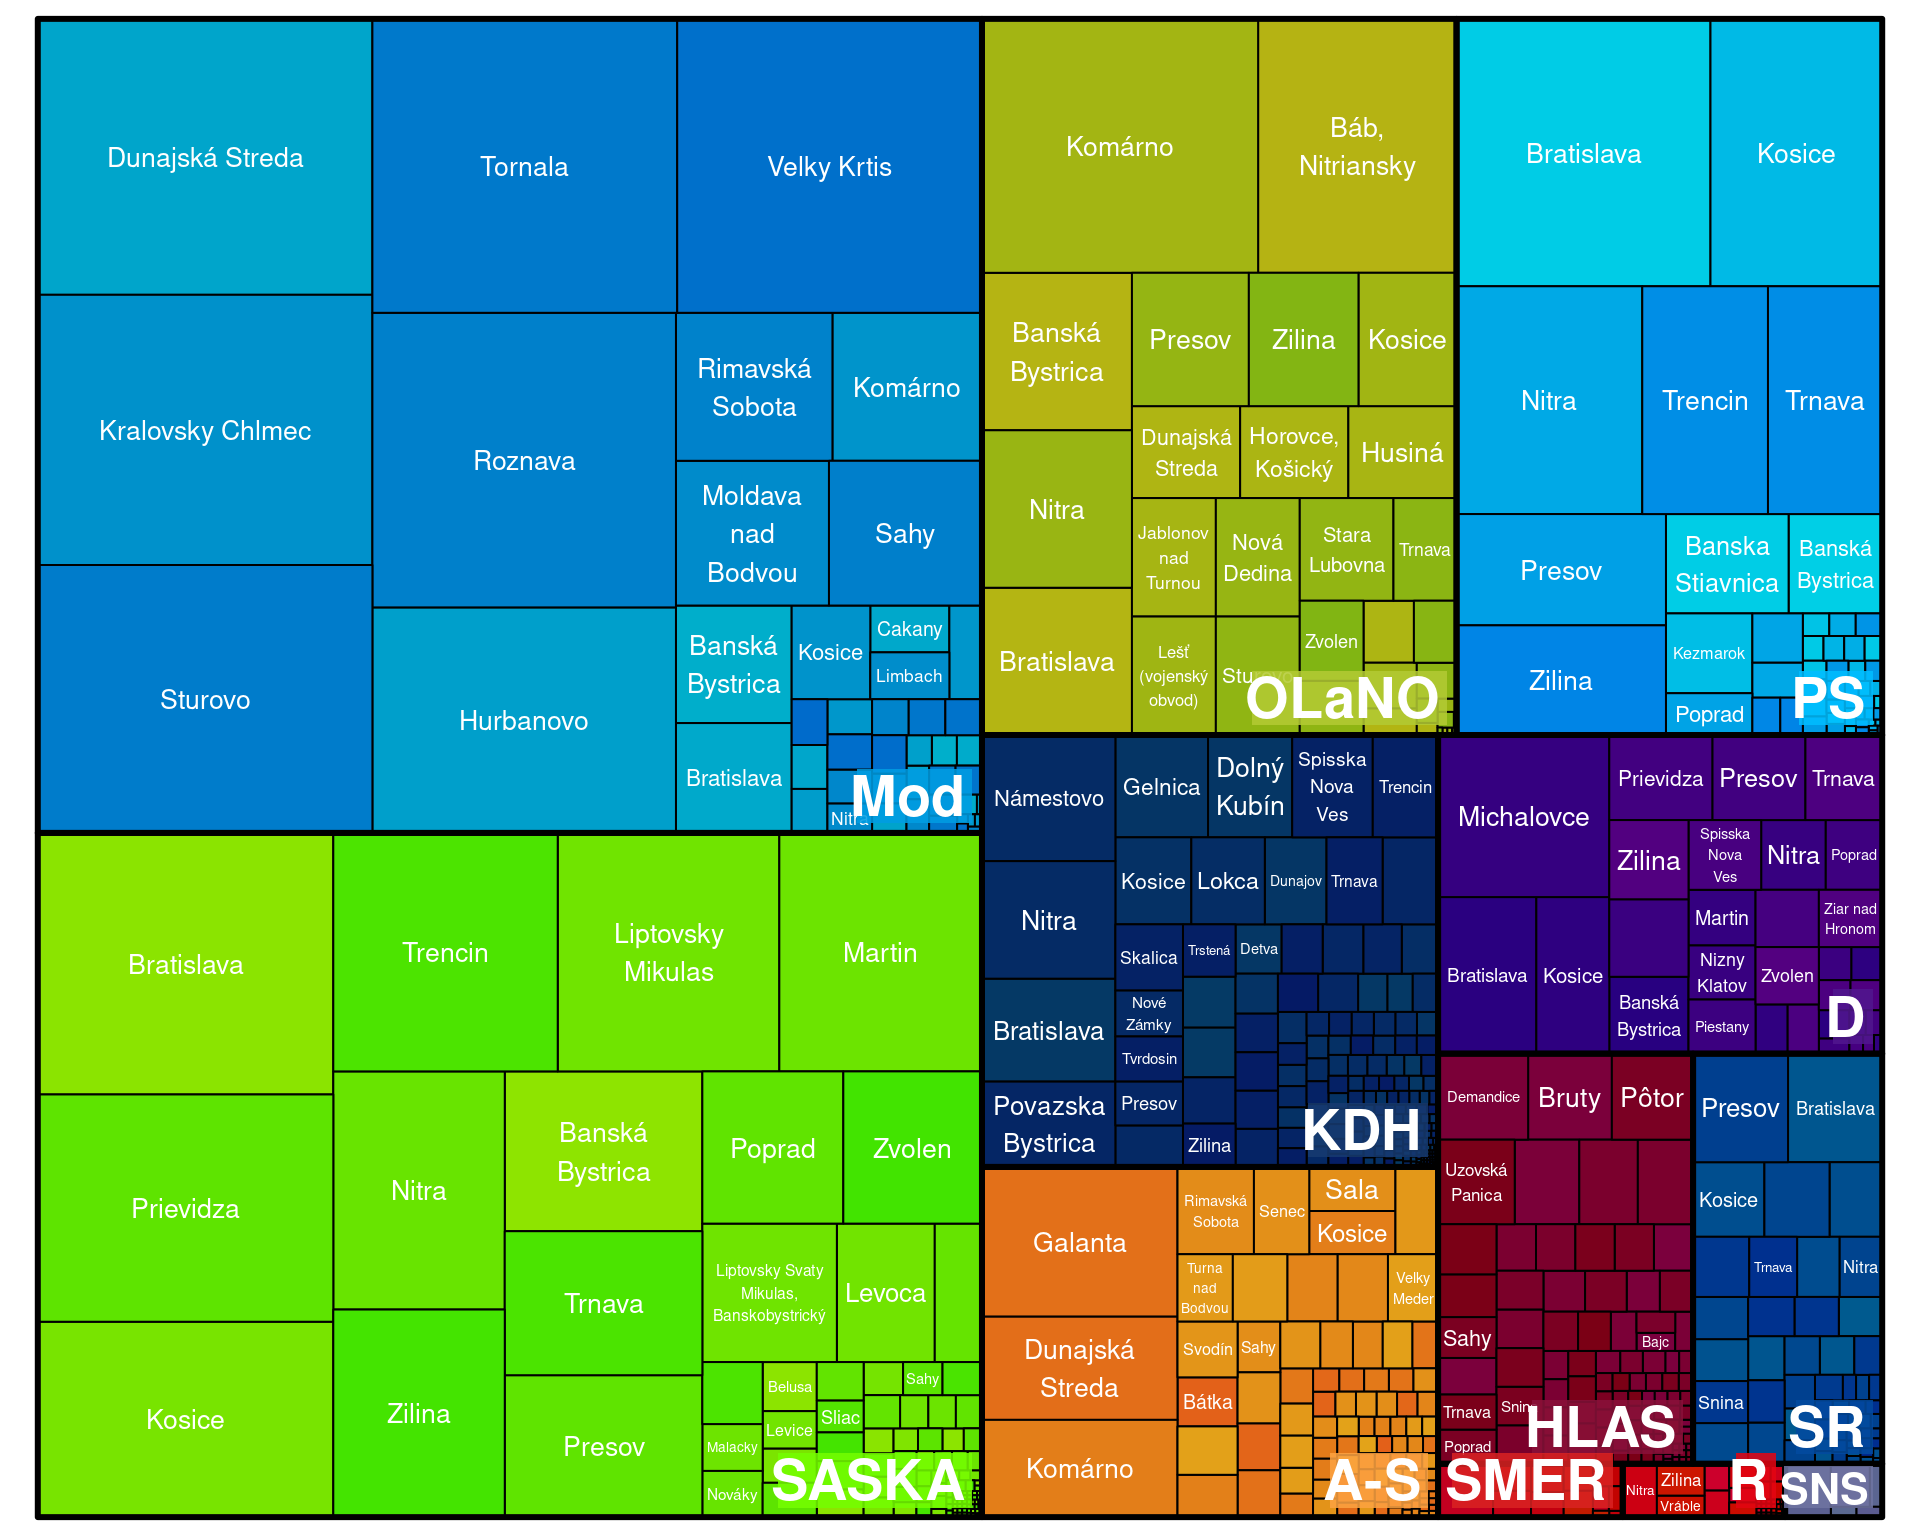 Dunajská Streda
Tornala
Velky Krtis
Kralovsky Chlmec
Roznava
Rimavská
Sobota
Komárno
Moldava
nad
Bodvou
Sahy
Sturovo
Hurbanovo
Banská
Bystrica
Kosice
Cakany
Limbach
Bratislava
Nitra
Mod
Komárno
Báb,
Nitriansky
Banská
Bystrica
Presov
Zilina
Kosice
Dunajská
Streda
Horovce,
Košický
Husiná
Nitra
Jablonov
nad
Turnou
Nová
Dedina
Stara
Lubovna
Trnava
Bratislava
Lešť
(vojenský
obvod)
Zvolen
OLaNO
Bratislava
Kosice
Nitra
Trencin
Trnava
Presov
Banska
Stiavnica
Banská
Bystrica
Zilina
Kezmarok
Poprad
PS
Bratislava
Trencin
Liptovsky
Mikulas
Martin
Prievidza
Nitra
Banská
Bystrica
Poprad
Zvolen
Kosice
Zilina
Trnava
Presov
Liptovsky Svaty
Mikulas,
Banskobystrický
Levoca
Belusa
Sahy
Levice
Sliac
Malacky
Nováky
SASKA
Námestovo
Gelnica
Dolný
Kubín
Spisska
Nova
Ves
Trencin
Nitra
Kosice
Lokca
Dunajov
Trnava
Skalica
Trstená
Detva
Bratislava
Nové
Zámky
Tvrdosin
Povazska
Bystrica
Presov
Zilina
KDH
Michalovce
Prievidza
Presov
Trnava
Zilina
Spisska
Nova
Ves
Nitra
Poprad
Bratislava
Kosice
Banská
Bystrica
Martin
Ziar nad
Hronom
Nizny
Klatov
Zvolen
Piestany
D
Galanta
Rimavská
Sobota
Senec
Sala
Kosice
Turna
nad
Bodvou
Velky
Meder
Dunajská
Streda
Svodín
Sahy
Bátka
Komárno
A-S
Demandice
Bruty
Pôtor
Uzovská
Panica
Sahy
Bajc
Trnava
Poprad
HLAS
Presov
Bratislava
Kosice
Trnava
Nitra
Snina
SR
SMER
Nitra
Zilina
Vráble
R
SNS